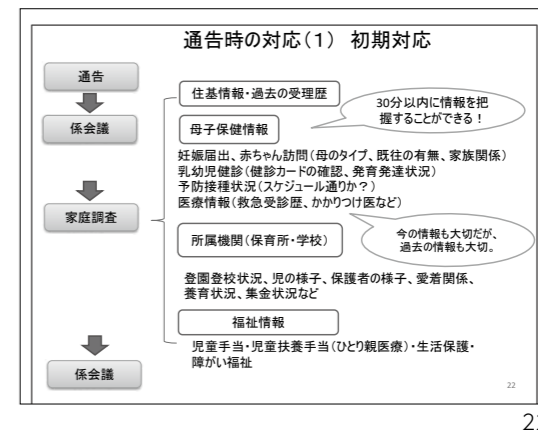 通告時の対応(1) 初期対応
通告
係会議
家庭調査
係会議
住基情報・過去の受理歴
30分以内に情報を把
握することができる！
母子保健情報
妊娠届出、赤ちゃん訪問(母のタイプ、既往の有無、家族関係)
乳幼児健診(健診カードの確認、発育発達状況)
予防接種状況(スケジュール通りか？)
医療情報(救急受診歴、かかりつけ医など)
所属機関(保育所・学校)
今の情報も大切だが、
過去の情報も大切。
登園登校状況、児の様子、保護者の様子、愛着関係、
養育状況、集金状況など
福祉情報
児童手当・児童扶養手当(ひとり親医療)・生活保護・
障がい福祉
22